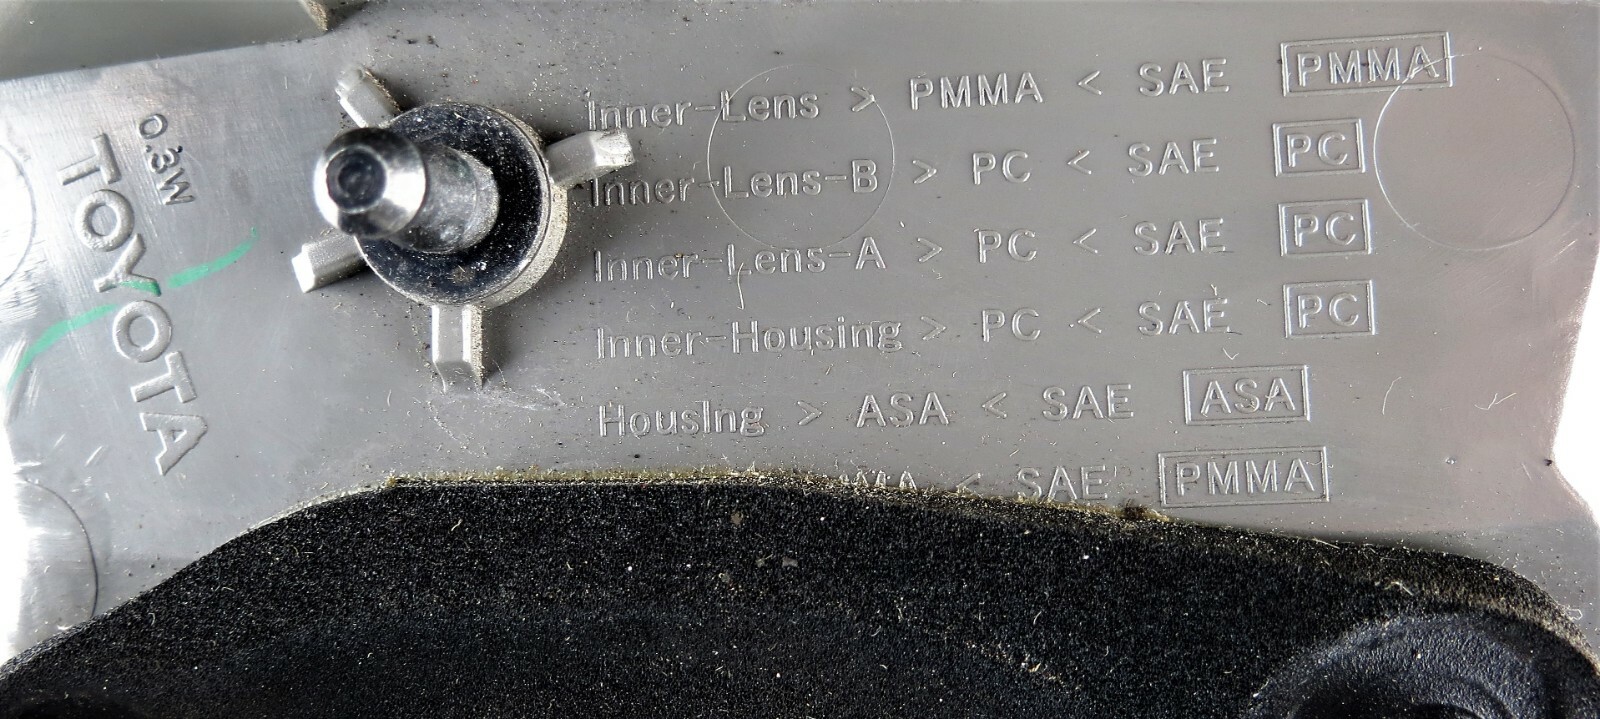 0.3W
TOYOTA
Inner-Lens > PMMA < SAE PMMA
Inner-Lens-B > PC < SAE PC
Inner-Lens-A > PC < SAE PC
Inner-Housing > PC < SAE PC
Housing > ASA < SAE ASA
< SAE PMMA